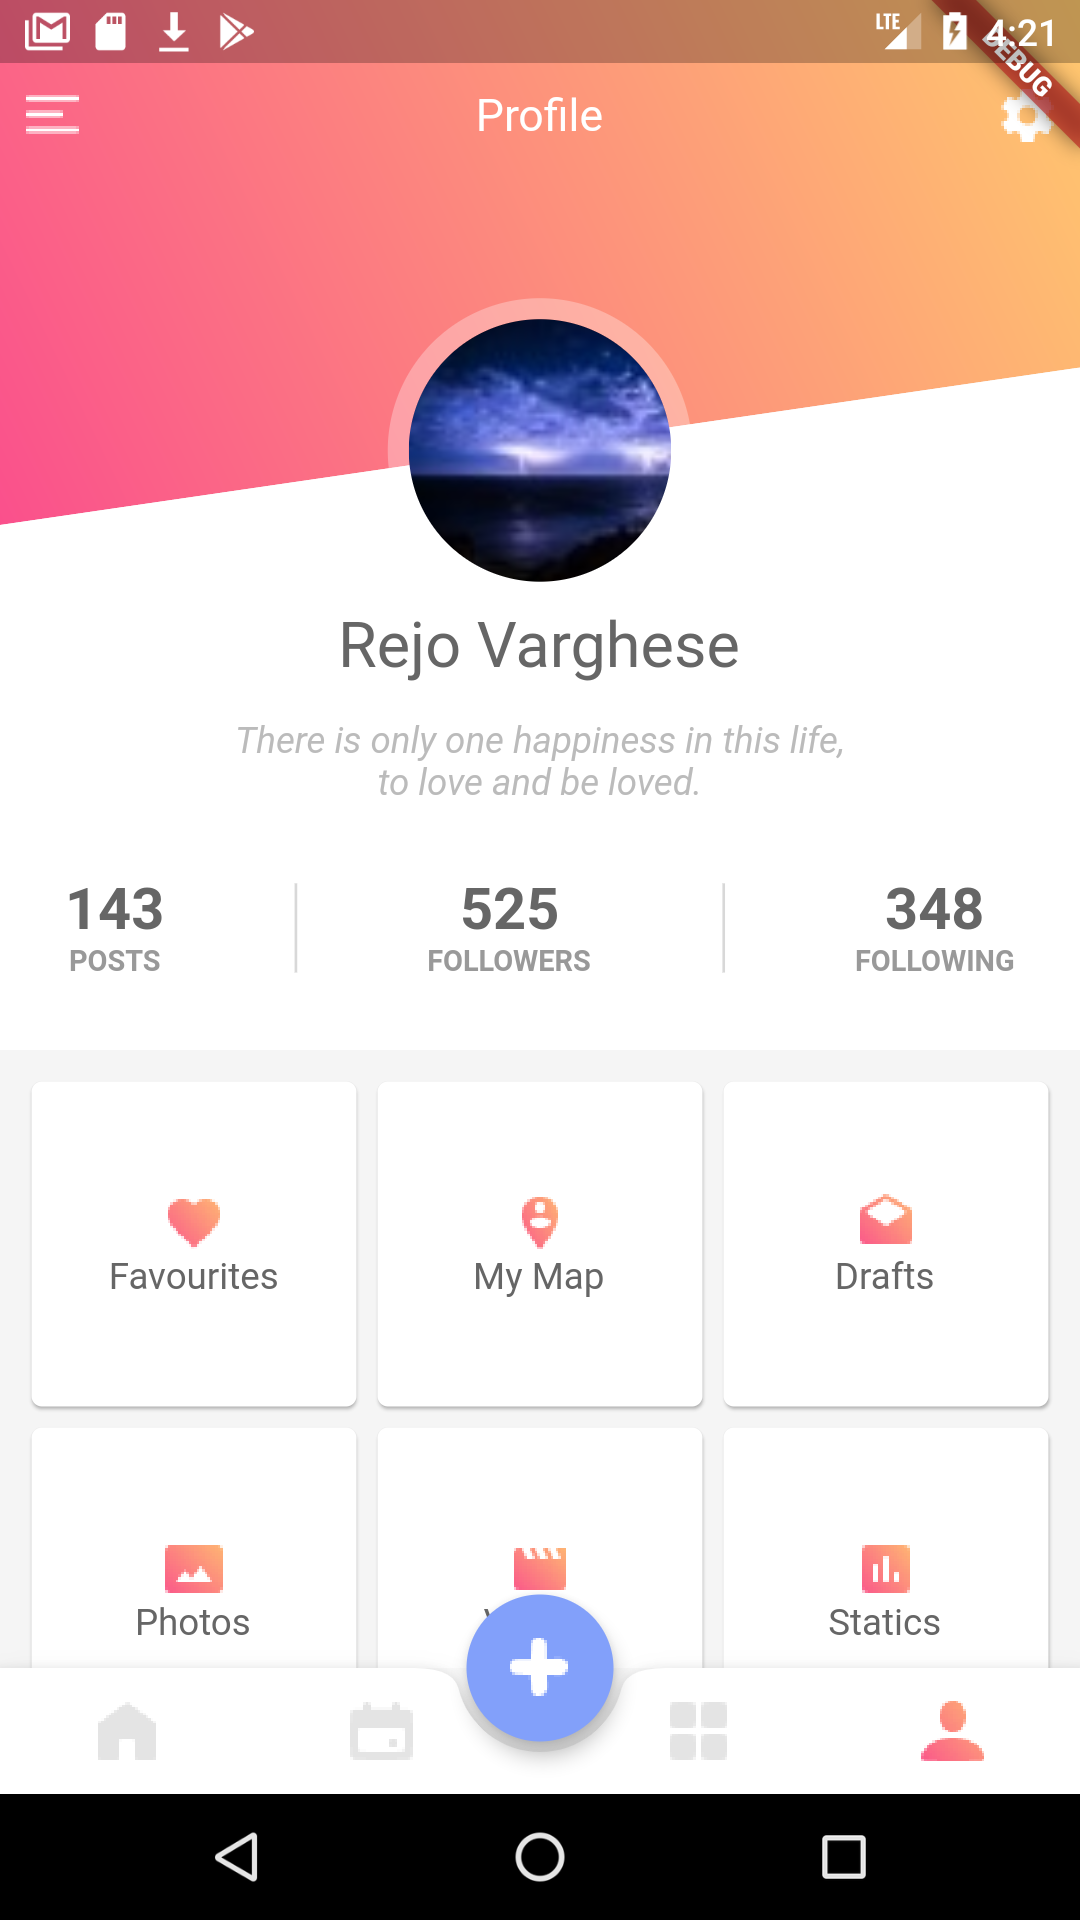 LTE
4:21
DEBUG
Profile
Rejo Varghese
There is only one happiness in this life,
to love and be loved.
143
POSTS
525
FOLLOWERS
348
FOLLOWING
Favourites
My Map
Drafts
Photos
Statics